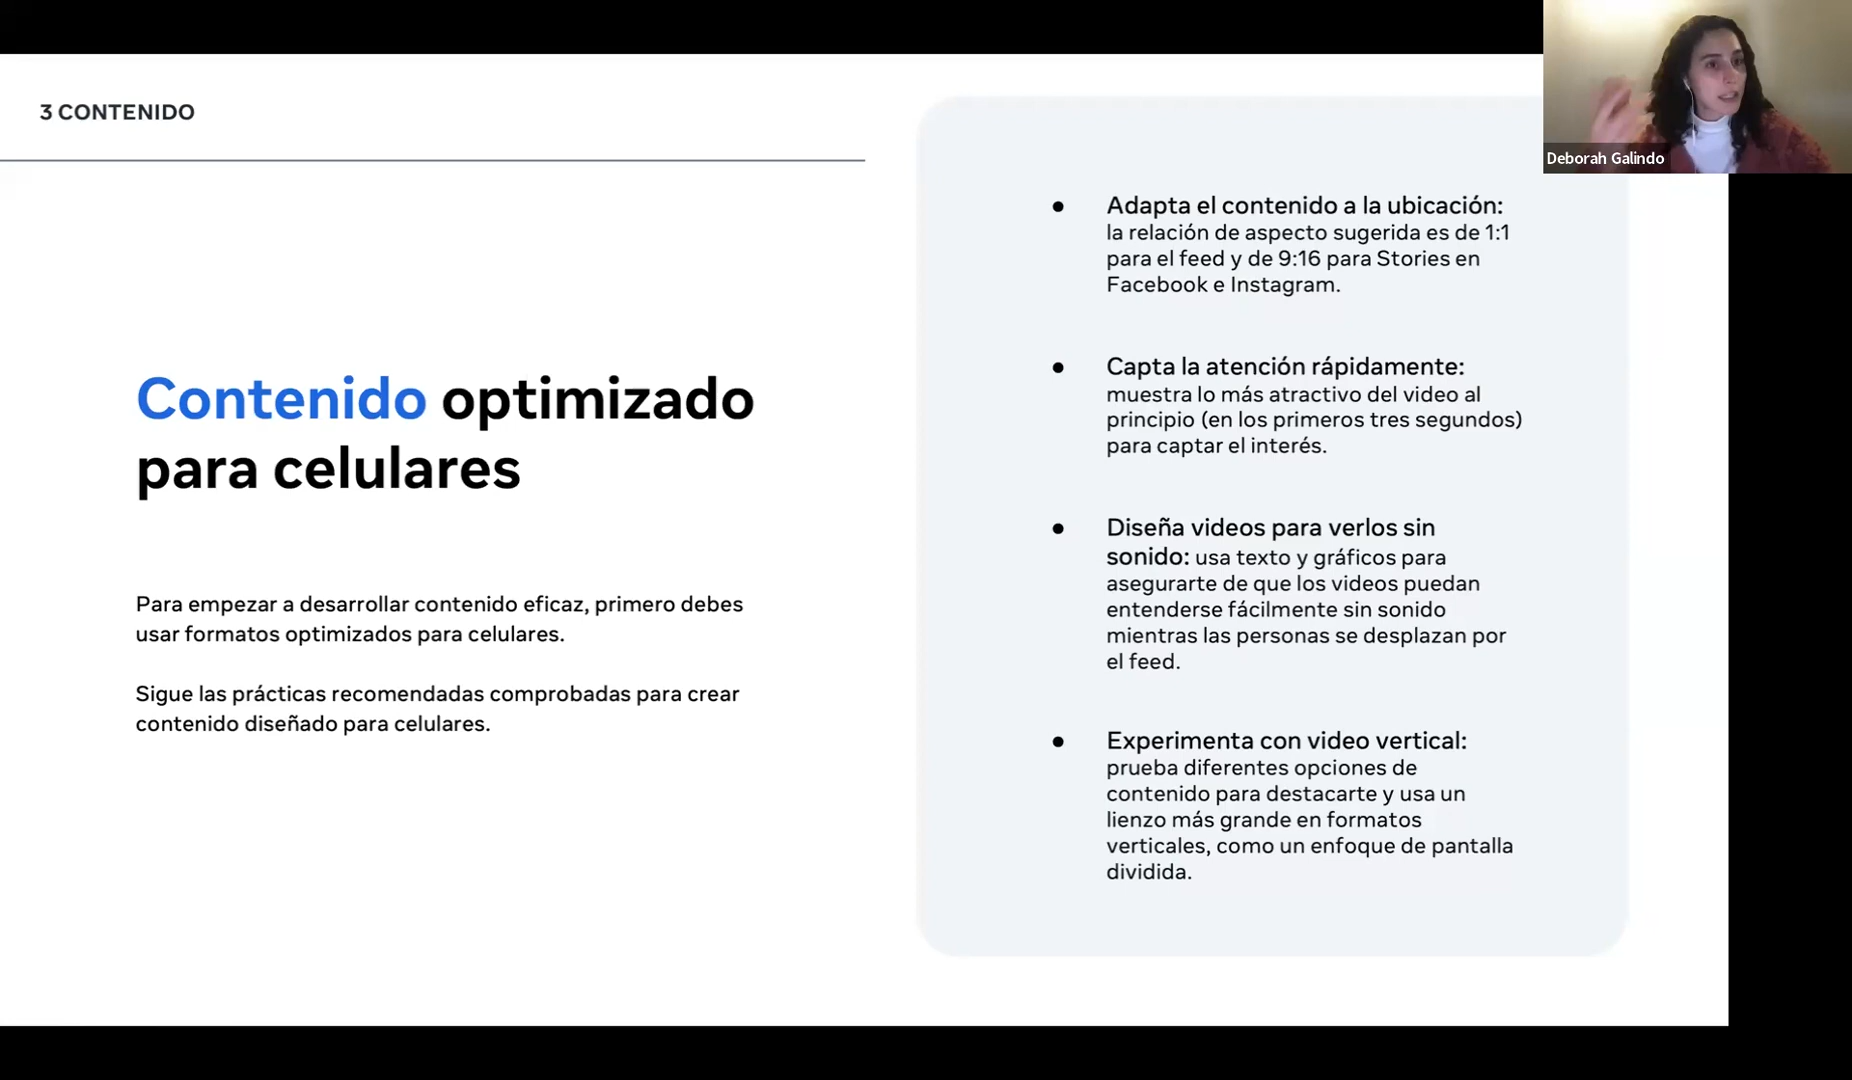 3 CONTENIDO
Contenido optimizado
para celulares
Para empezar a desarrollar contenido eficaz, primero debes
usar formatos optimizados para celulares.
Sigue las prácticas recomendadas comprobadas para crear
contenido diseñado para celulares.
● Adapta el contenido a la ubicación:
la relación de aspecto sugerida es de 1:1
para el feed y de 9:16 para Stories en
Facebook e Instagram.
● Capta la atención rápidamente:
muestra lo más atractivo del video al
principio (en los primeros tres segundos)
para captar el interés.
● Diseña videos para verlos sin
sonido: usa texto y gráficos para
asegurarte de que los videos puedan
entenderse fácilmente sin sonido
mientras las personas se desplazan por
el feed.
● Experimenta con video vertical:
prueba diferentes opciones de
contenido para destacarte y usa un
lienzo más grande en formatos
verticales, como un enfoque de pantalla
dividida.
Deborah Galindo